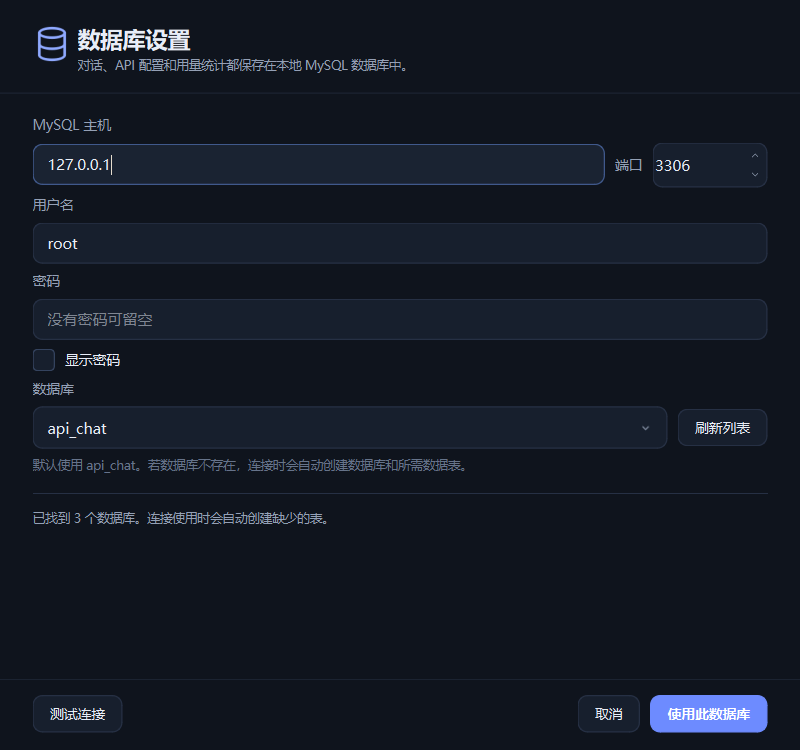 数据库设置
对话、API 配置和用量统计都保存在本地 MySQL 数据库中。
MySQL 主机
127.0.0.1 端口 3306
用户名
root
密码
没有密码可留空
显示密码
数据库
api_chat 刷新列表
默认使用 api_chat。若数据库不存在，连接时会自动创建数据库和所需数据表。
已找到 3 个数据库。连接使用时会自动创建缺少的表。
测试连接 取消 使用此数据库